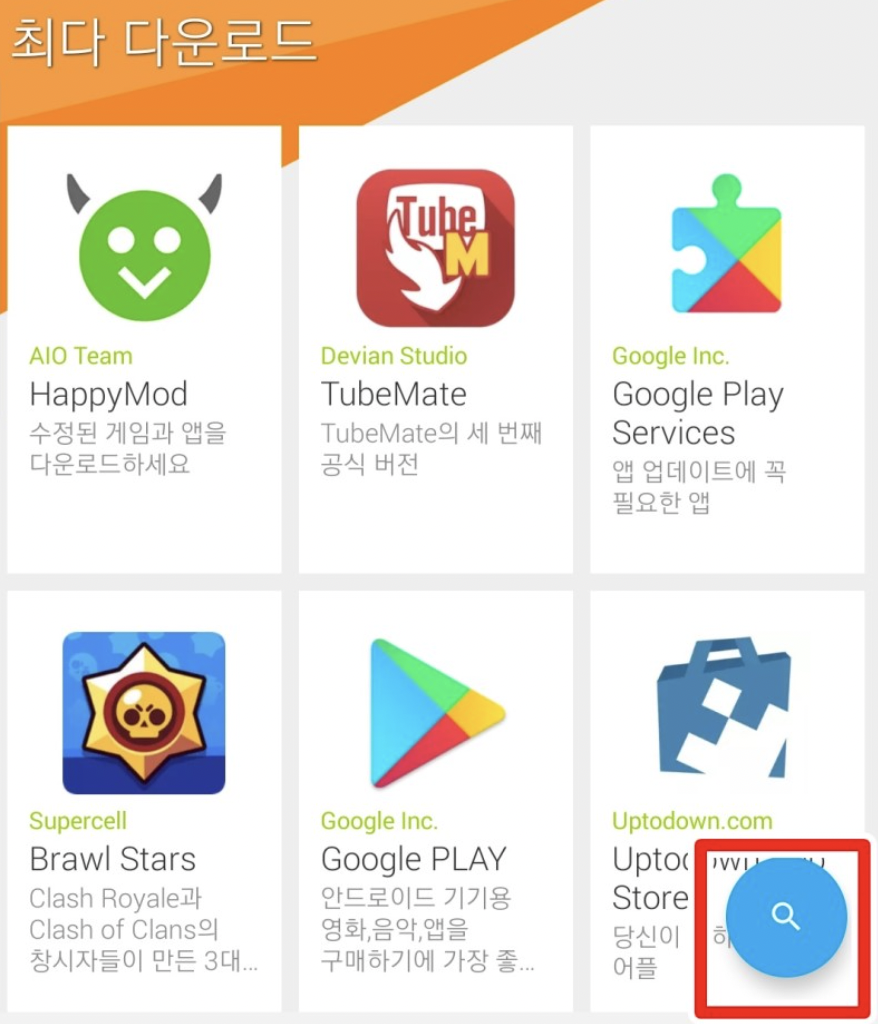 최다 다운로드
Tube
M
AIO Team
HappyMod
수정된 게임과 앱을
다운로드하세요
Devian Studio
TubeMate
TubeMate의 세 번째
공식 버전
Google Inc.
Google Play
Services
앱 업데이트에 꼭
필요한 앱
Supercell
Brawl Stars
Clash Royale과
Clash of Clans의
창시자들이 만든 3대...
Google Inc.
Google PLAY
안드로이드 기기용
영화,음악,앱을
구매하기에 가장 좋...
Uptodown.com
Store
당신이
어플